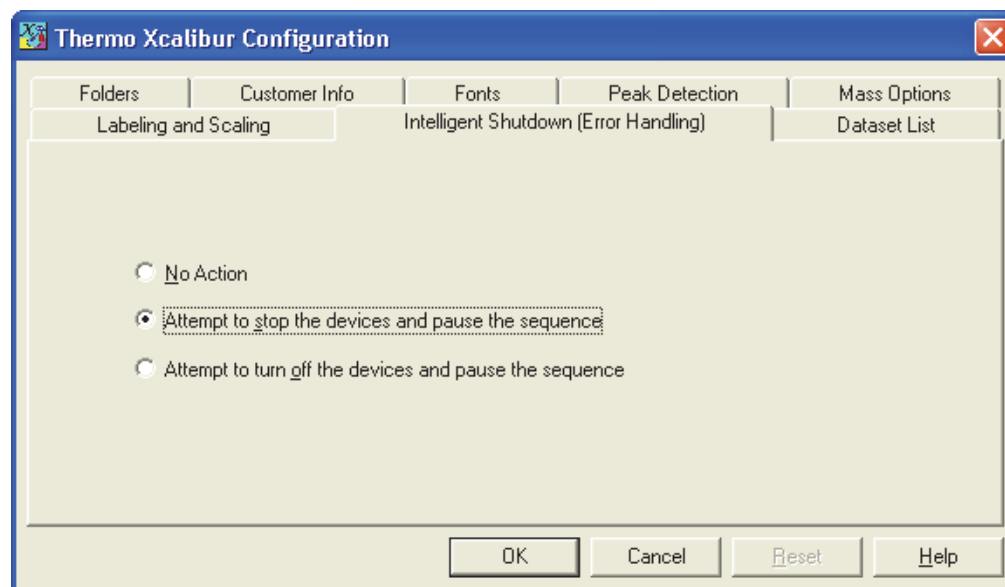 Thermo Xcalibur Configuration
Folders Customer Info Fonts Peak Detection Mass Options
Labeling and Scaling Intelligent Shutdown (Error Handling) Dataset List
No Action
Attempt to stop the devices and pause the sequence
Attempt to turn off the devices and pause the sequence
OK Cancel Reset Help